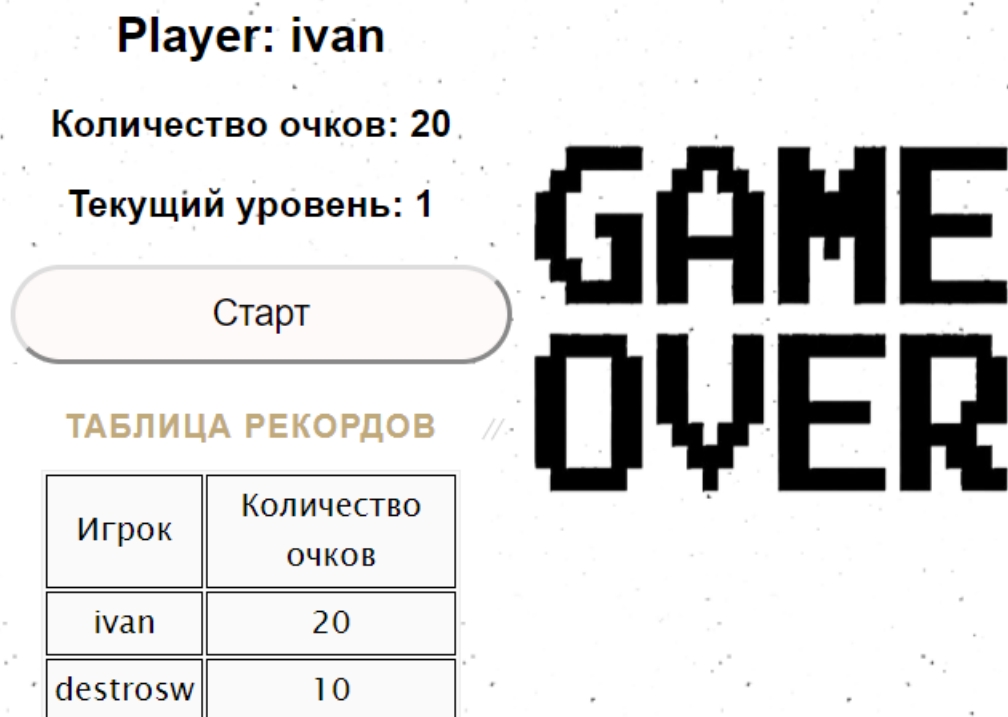 Player: ivan
Количество очков: 20
Текущий уровень: 1
Старт
ТАБЛИЦА РЕКОРДОВ
Игрок
Количество
очков
ivan
20
destrosw
10
GAME
OVER